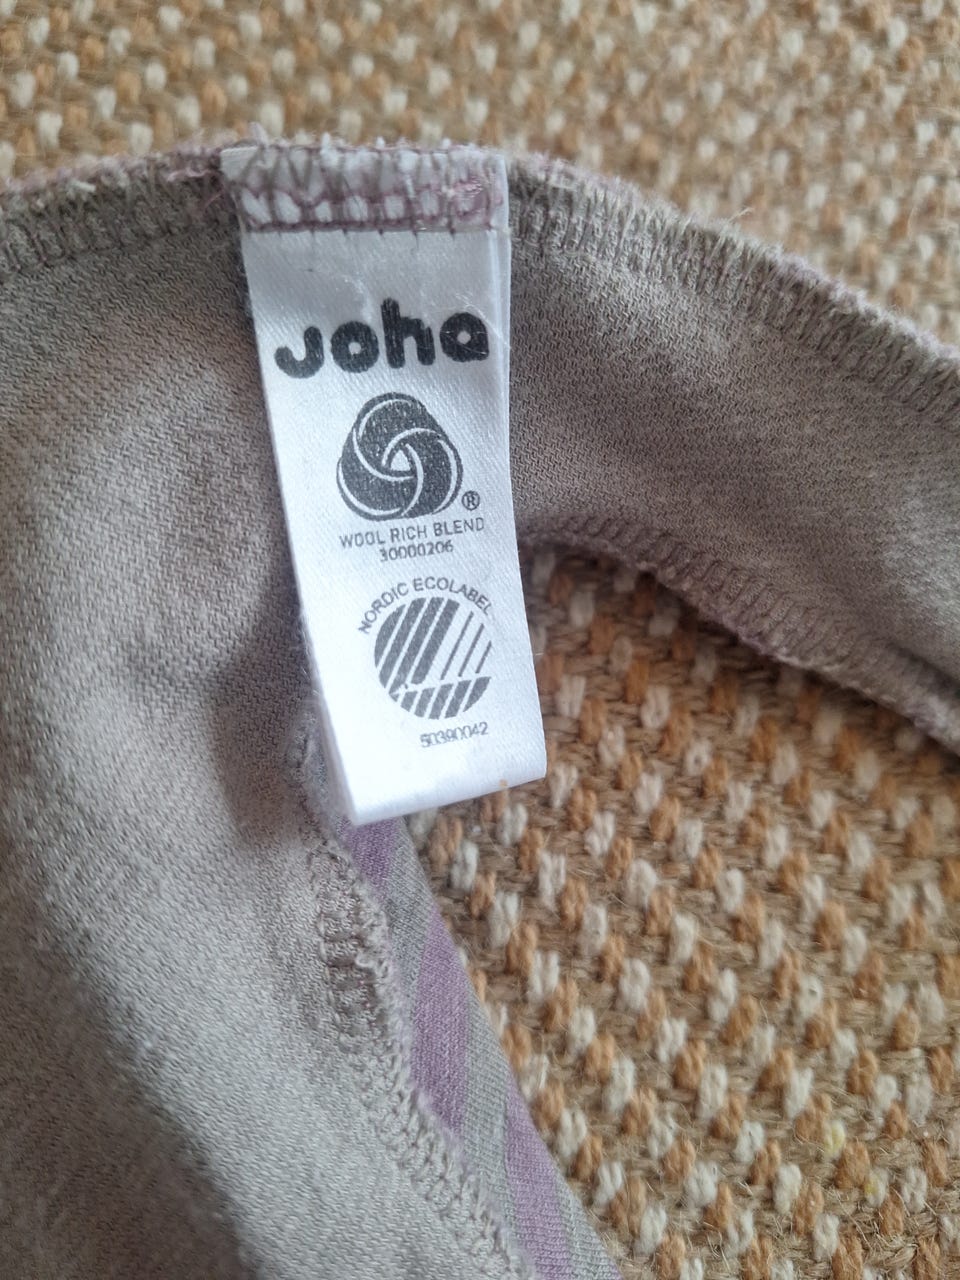 Joha
®
WOOL RICH BLEND
30000206
NORDIC ECOLABEL
50390042